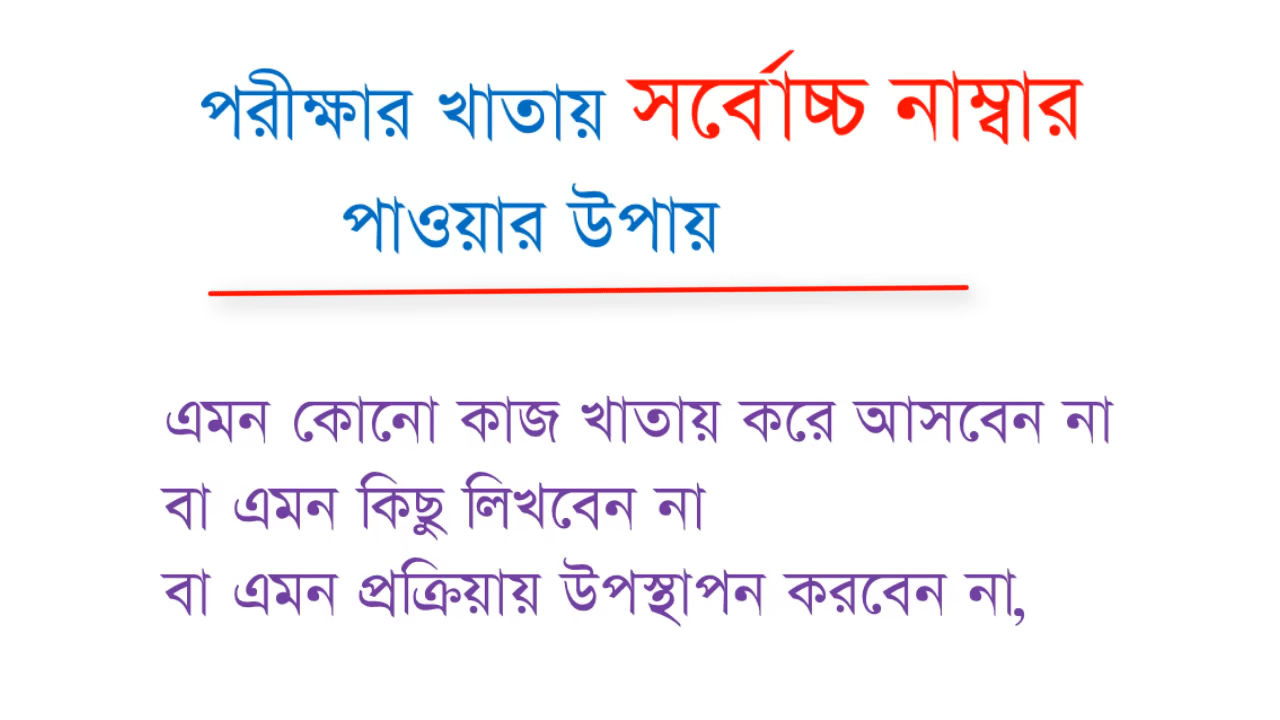 পরীক্ষার খাতায় সর্বোচ্চ নাম্বার
পাওয়ার উপায়
এমন কোনো কাজ খাতায় করে আসবেন না
বা এমন কিছু লিখবেন না
বা এমন প্রক্রিয়ায় উপস্থাপন করবেন না,